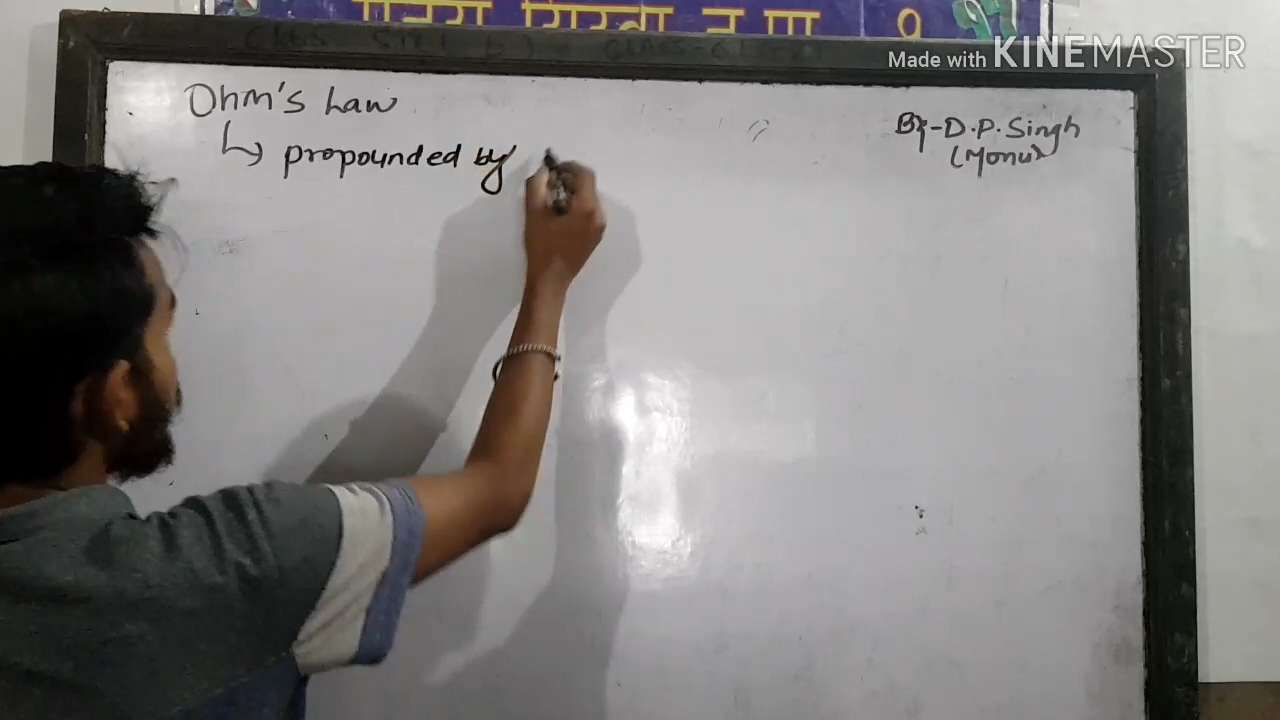 Made with KINEMASTER
Ohm's Law
By-D.P. Singh
(Monu)
↳ propounded by